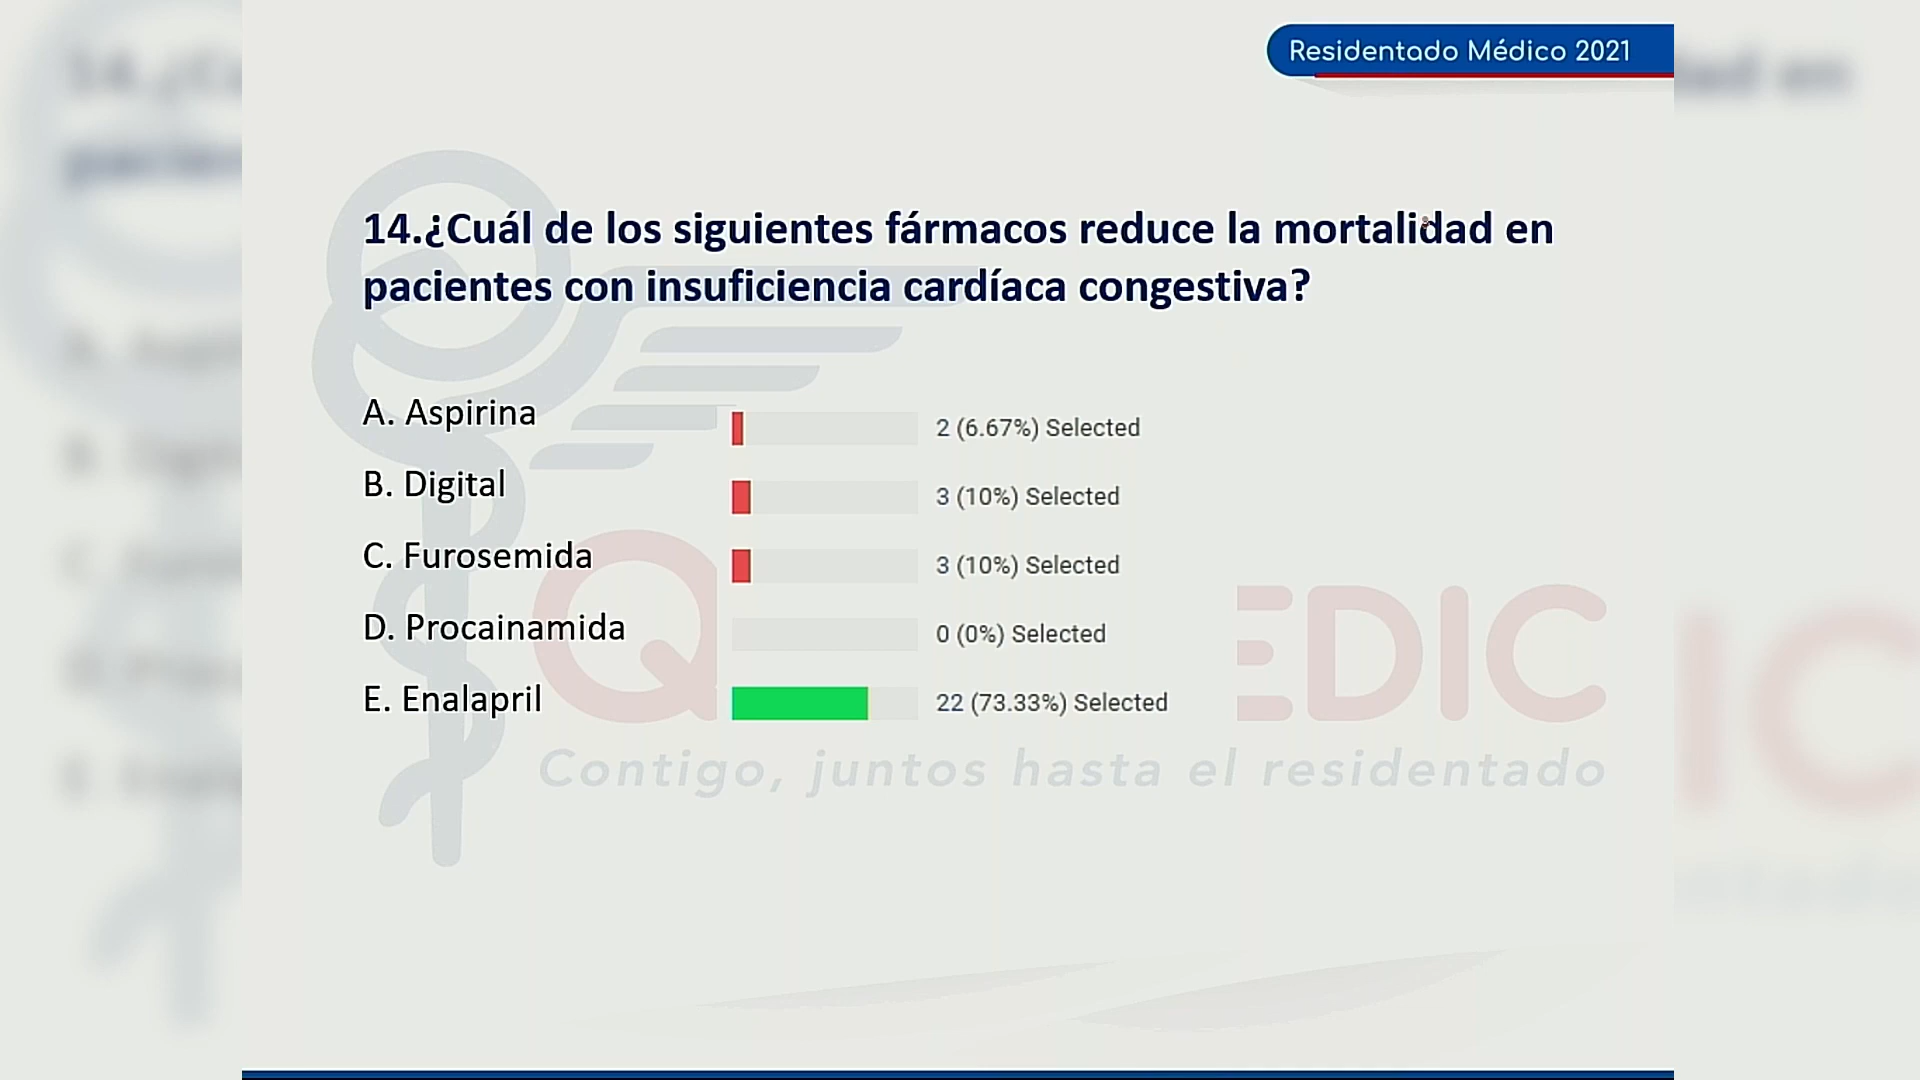 Residentado Médico 2021
14.¿Cuál de los siguientes fármacos reduce la mortalidad en
pacientes con insuficiencia cardíaca congestiva?
A. Aspirina 2 (6.67%) Selected
B. Digital 3 (10%) Selected
C. Furosemida 3 (10%) Selected
D. Procainamida 0 (0%) Selected
E. Enalapril 22 (73.33%) Selected
Q EDIC
Contigo, juntos hasta el residentado